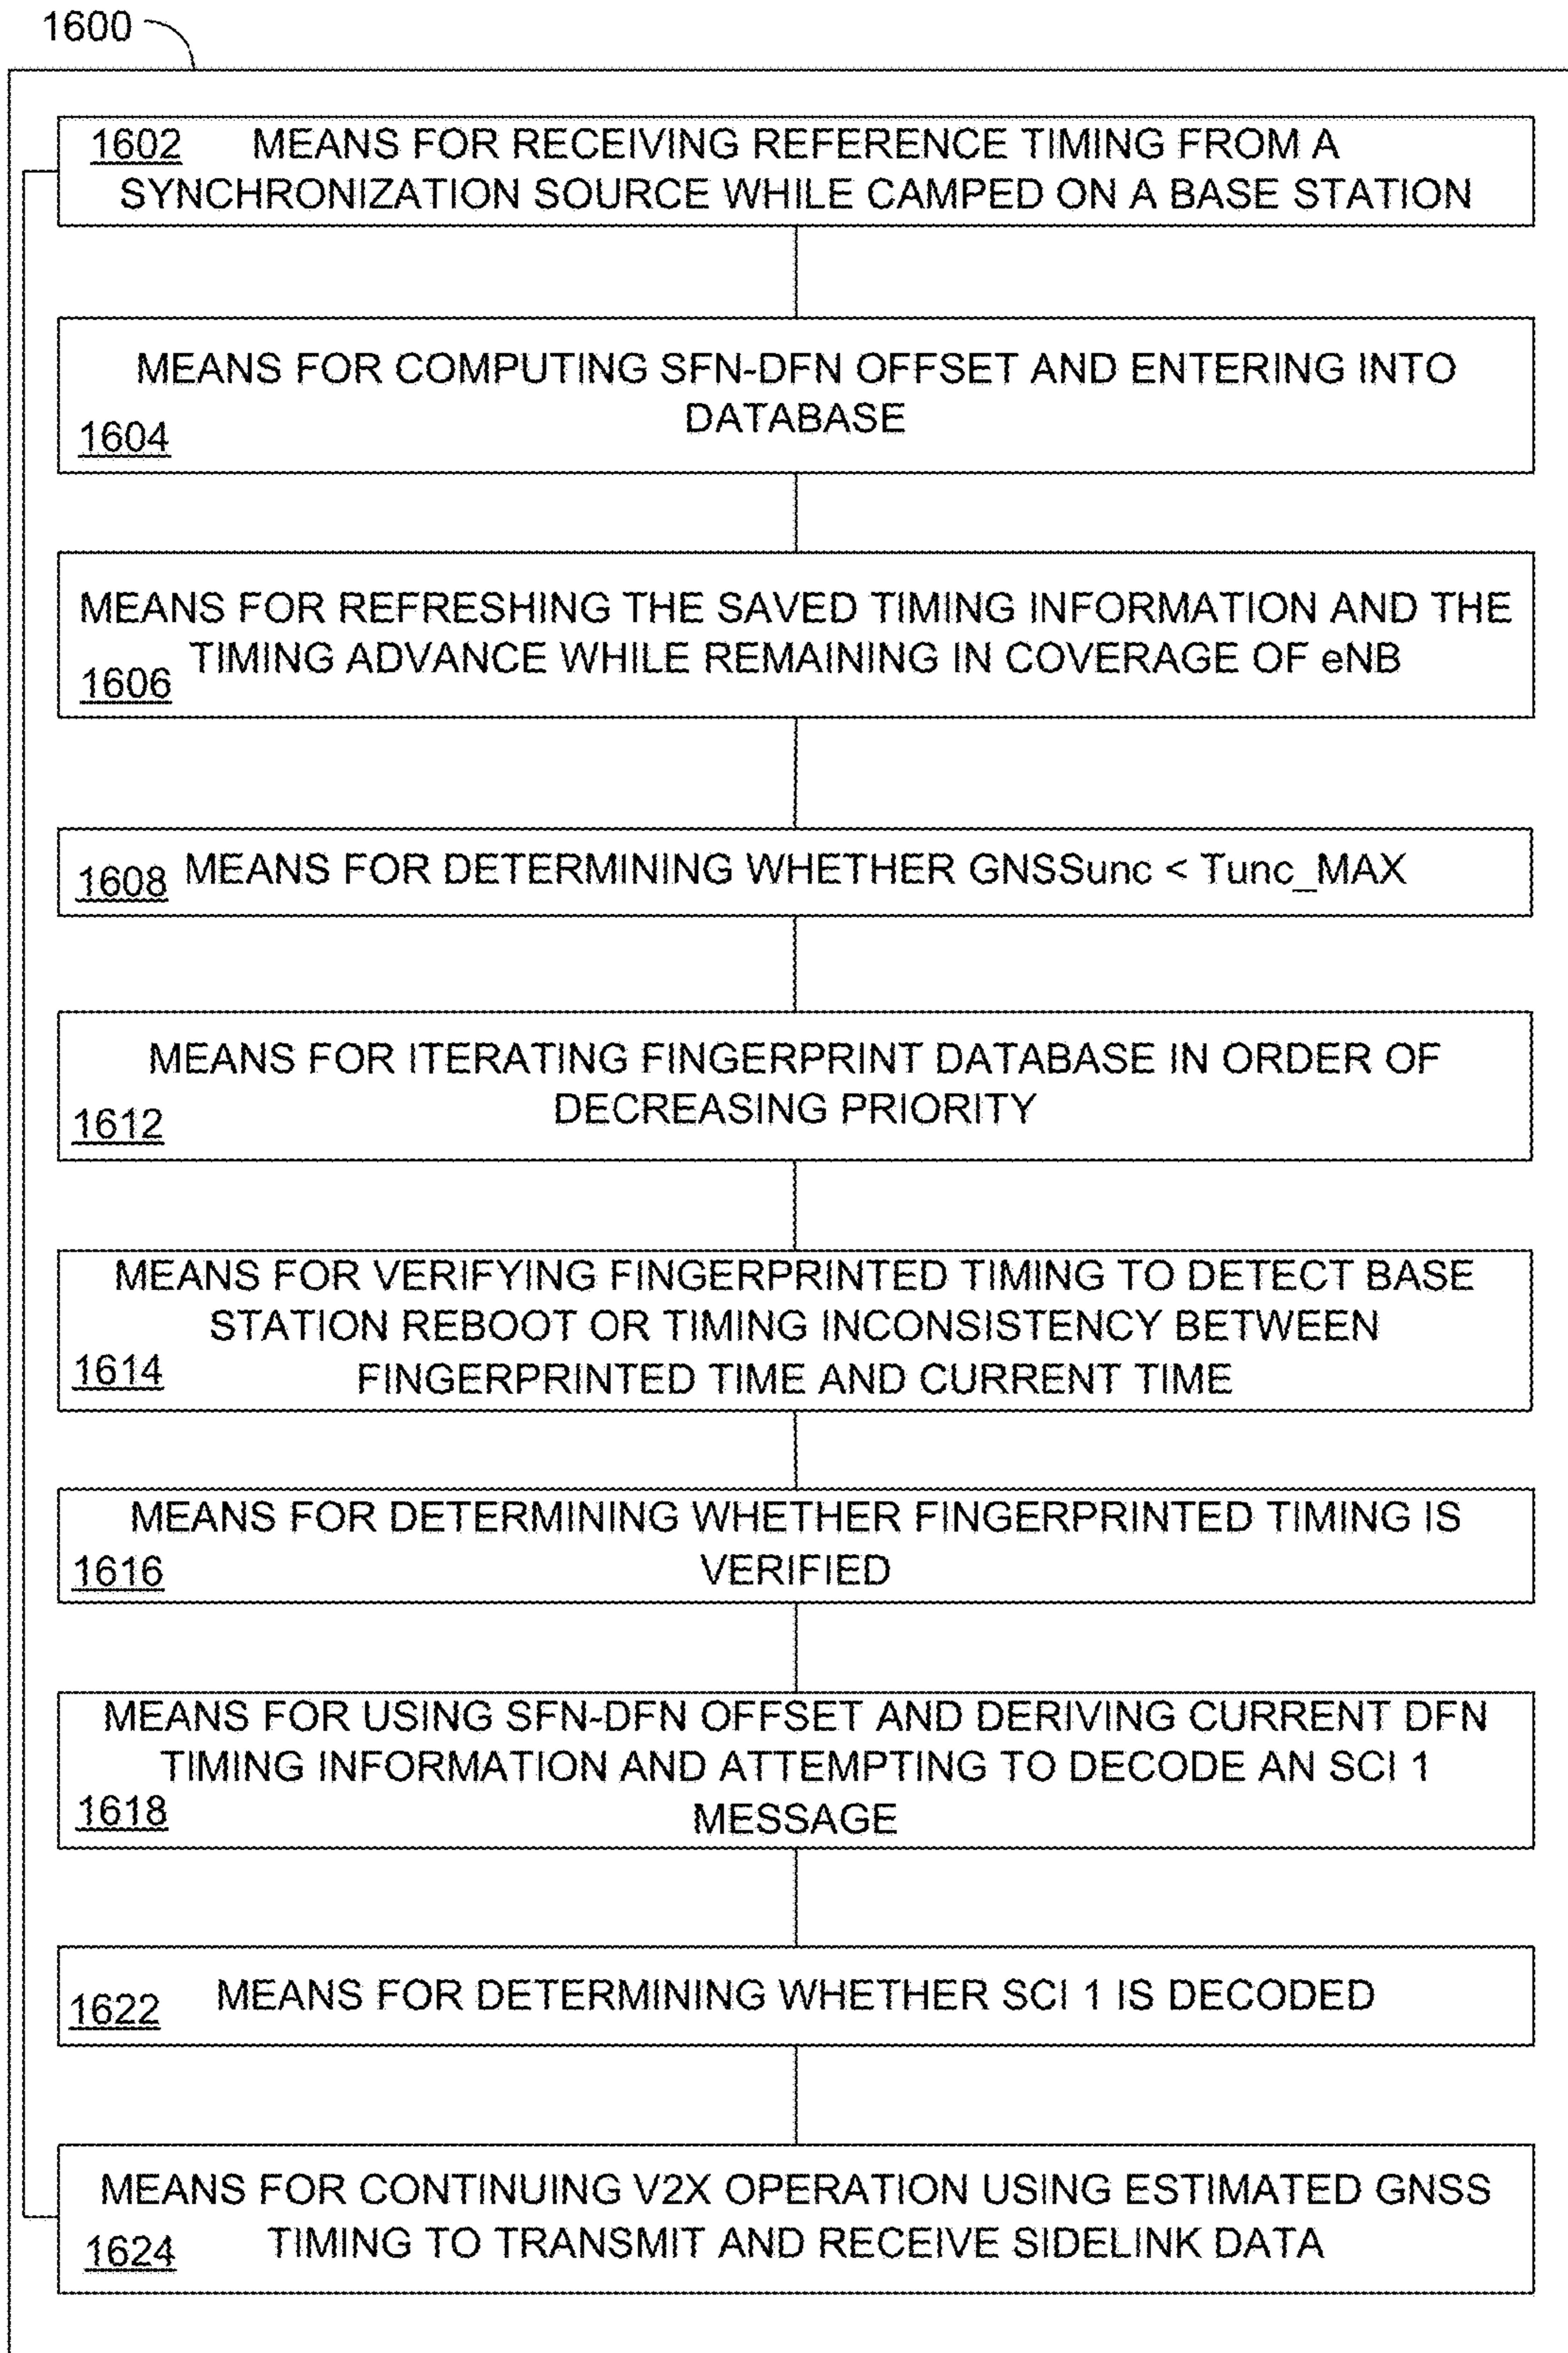 1600
1602 MEANS FOR RECEIVING REFERENCE TIMING FROM A
SYNCHRONIZATION SOURCE WHILE CAMPED ON A BASE STATION
MEANS FOR COMPUTING SFN-DFN OFFSET AND ENTERING INTO
DATABASE
1604
MEANS FOR REFRESHING THE SAVED TIMING INFORMATION AND THE
TIMING ADVANCE WHILE REMAINING IN COVERAGE OF eNB
1606
1608 MEANS FOR DETERMINING WHETHER GNSSunc < Tunc_MAX
MEANS FOR ITERATING FINGERPRINT DATABASE IN ORDER OF
DECREASING PRIORITY
1612
MEANS FOR VERIFYING FINGERPRINTED TIMING TO DETECT BASE
STATION REBOOT OR TIMING INCONSISTENCY BETWEEN
1614 FINGERPRINTED TIME AND CURRENT TIME
MEANS FOR DETERMINING WHETHER FINGERPRINTED TIMING IS
1616 VERIFIED
MEANS FOR USING SFN-DFN OFFSET AND DERIVING CURRENT DFN
TIMING INFORMATION AND ATTEMPTING TO DECODE AN SCI 1
1618 MESSAGE
1622 MEANS FOR DETERMINING WHETHER SCI 1 IS DECODED
MEANS FOR CONTINUING V2X OPERATION USING ESTIMATED GNSS
1624 TIMING TO TRANSMIT AND RECEIVE SIDELINK DATA